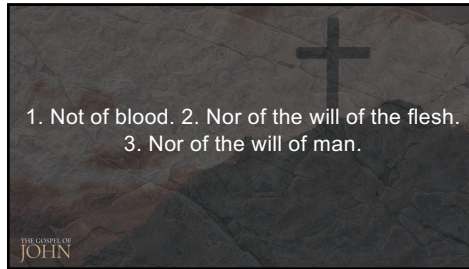 1. Not of blood. 2. Nor of the will of the flesh.
3. Nor of the will of man.
THE GOSPEL OF
JOHN